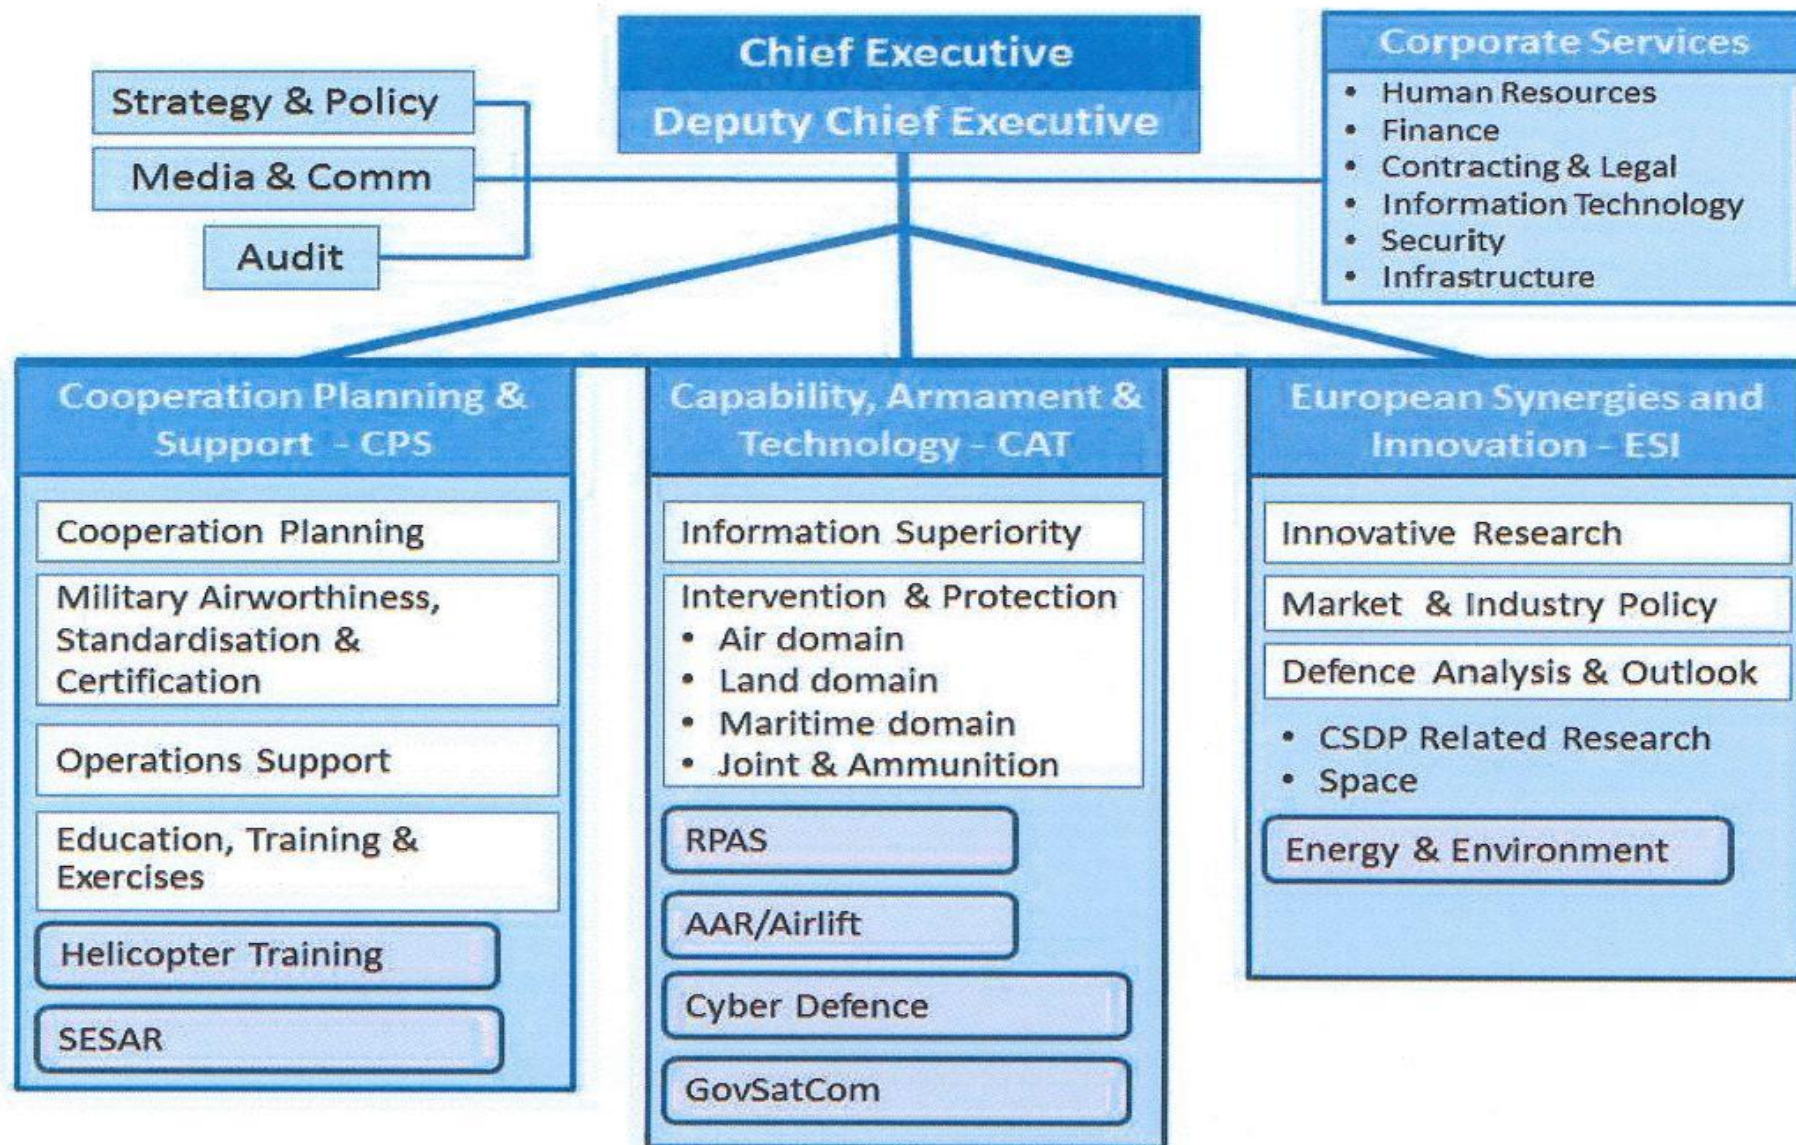 Chief Executive
Deputy Chief Executive
Strategy & Policy
Media & Comm
Audit
Corporate Services
• Human Resources
• Finance
• Contracting & Legal
• Information Technology
• Security
• Infrastructure
Cooperation Planning &
Support - CPS
Cooperation Planning
Military Airworthiness,
Standardisation &
Certification
Operations Support
Education, Training &
Exercises
Helicopter Training
SESAR
Capability, Armament &
Technology - CAT
Information Superiority
Intervention & Protection
• Air domain
• Land domain
• Maritime domain
• Joint & Ammunition
RPAS
AAR/Airlift
Cyber Defence
GovSatCom
European Synergies and
Innovation - ESI
Innovative Research
Market & Industry Policy
Defence Analysis & Outlook
• CSDP Related Research
• Space
Energy & Environment